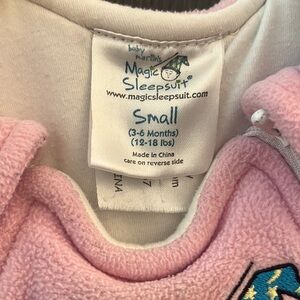 baby merlin's
Magic
Sleepsuit®
www.magicsleepsuit.com
Small
(3-6 Months)
(12-18 lbs)
Made in China
care on reverse side